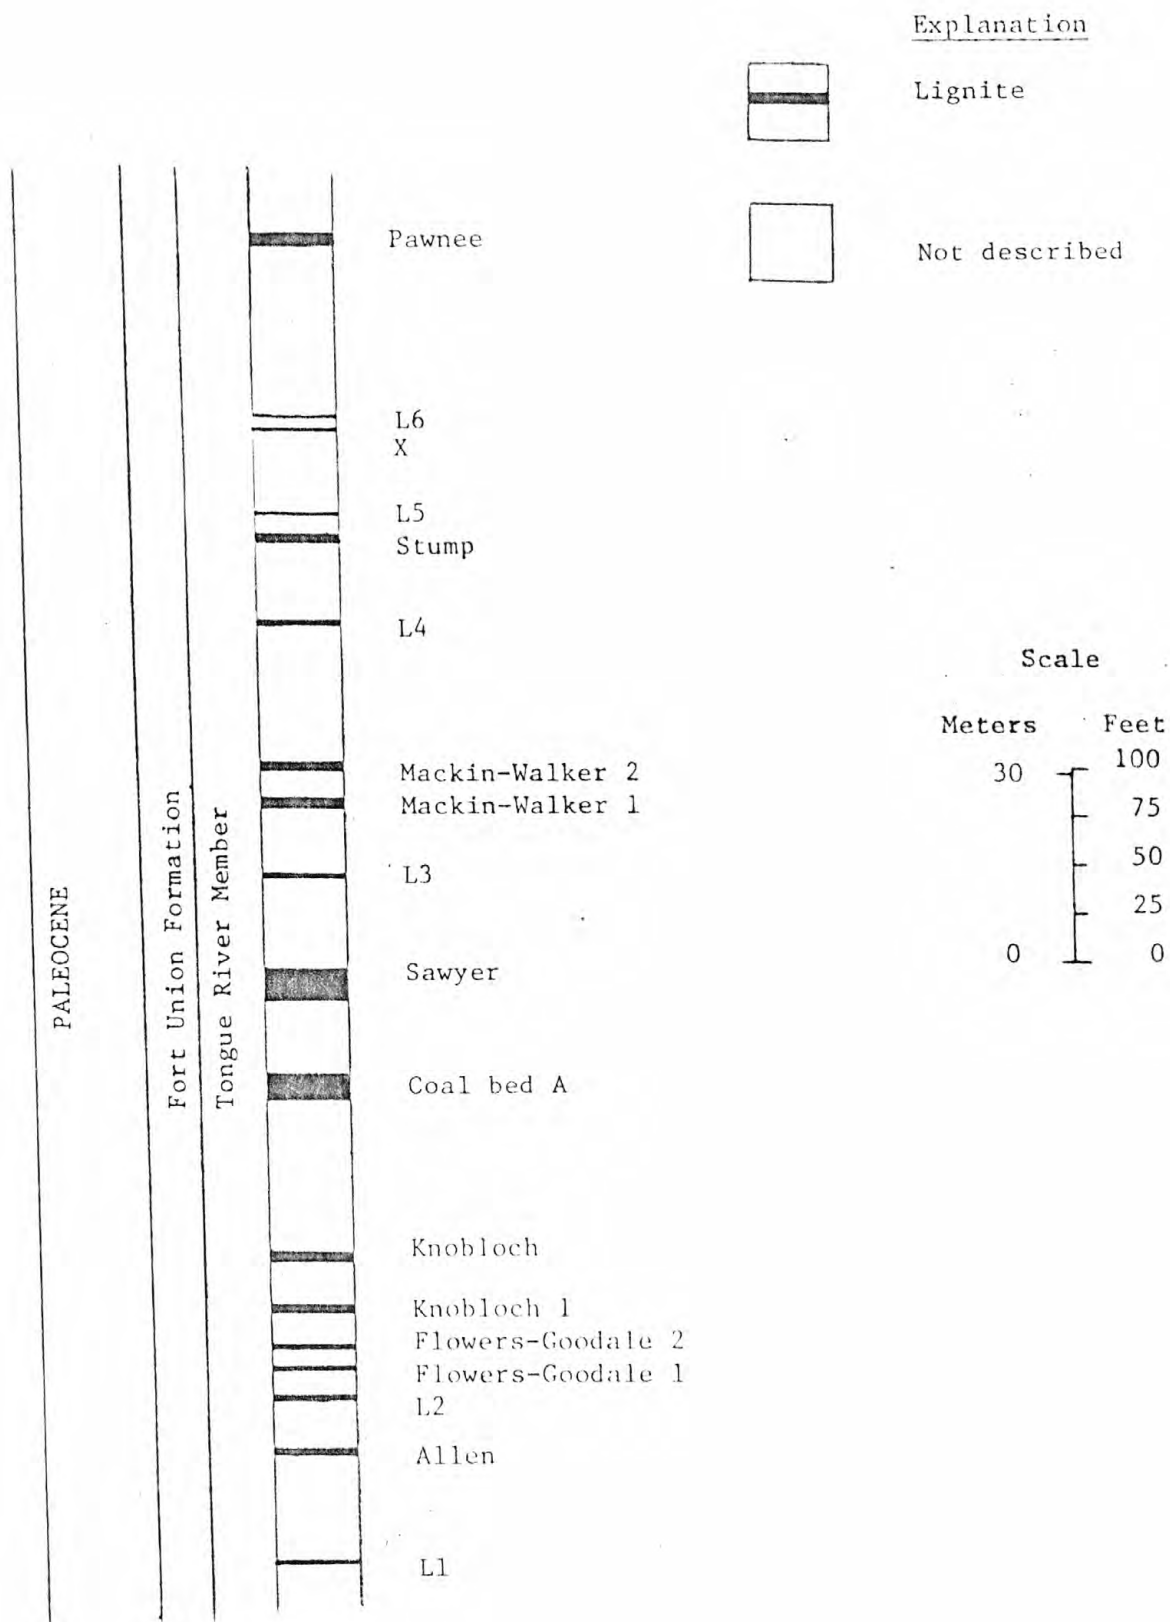 Explanation
Lignite
Not described
PALEOCENE
Fort Union Formation
Tongue River Member
Pawnee
L6
X
L5
Stump
L4
Mackin-Walker 2
Mackin-Walker 1
L3
Sawyer
Coal bed A
Knobloch
Knobloch 1
Flowers-Goodale 2
Flowers-Goodale 1
L2
Allen
L1
Scale
Meters Feet
30 100
75
50
25
0 0